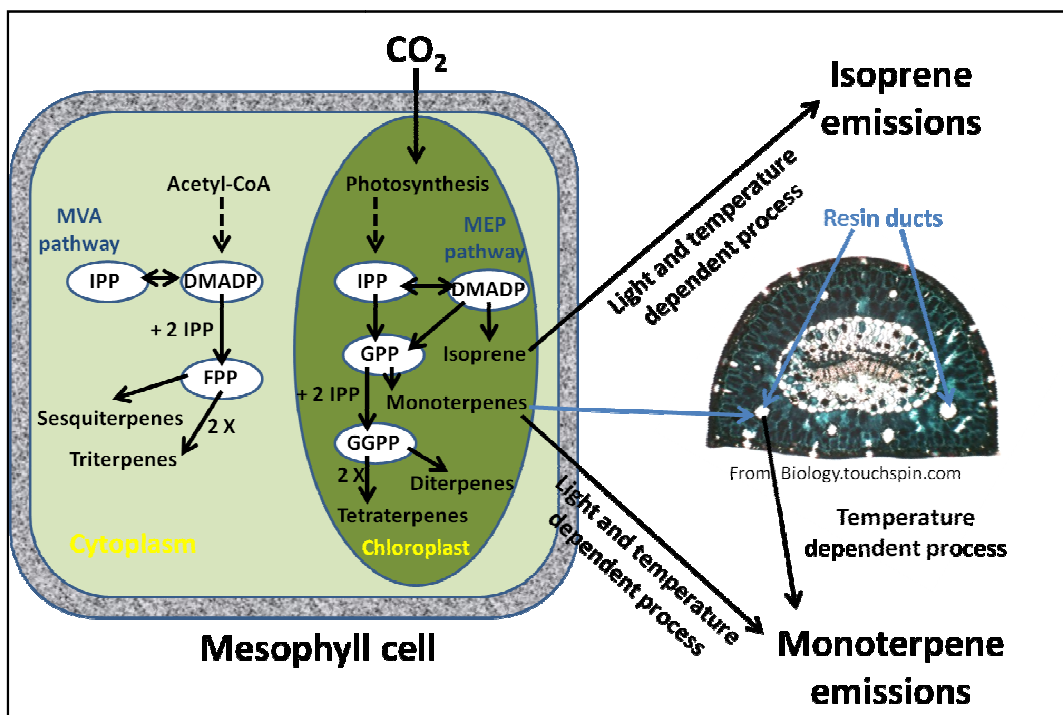 CO2
Isoprene
emissions
Acetyl-CoA
Photosynthesis
MVA
pathway
MEP
pathway
Resin ducts
Light and temperature
dependent process
IPP
DMADP
IPP
DMADP
+ 2 IPP
GPP
Isoprene
FPP
+ 2 IPP
Monoterpenes
Sesquiterpenes
2 X
GGPP
Triterpenes
2 X
Diterpenes
Tetraterpenes
From: Biology.touchspin.com
Cytoplasm
Chloroplast
Light and temperature
dependent process
Temperature
dependent process
Mesophyll cell
Monoterpene
emissions